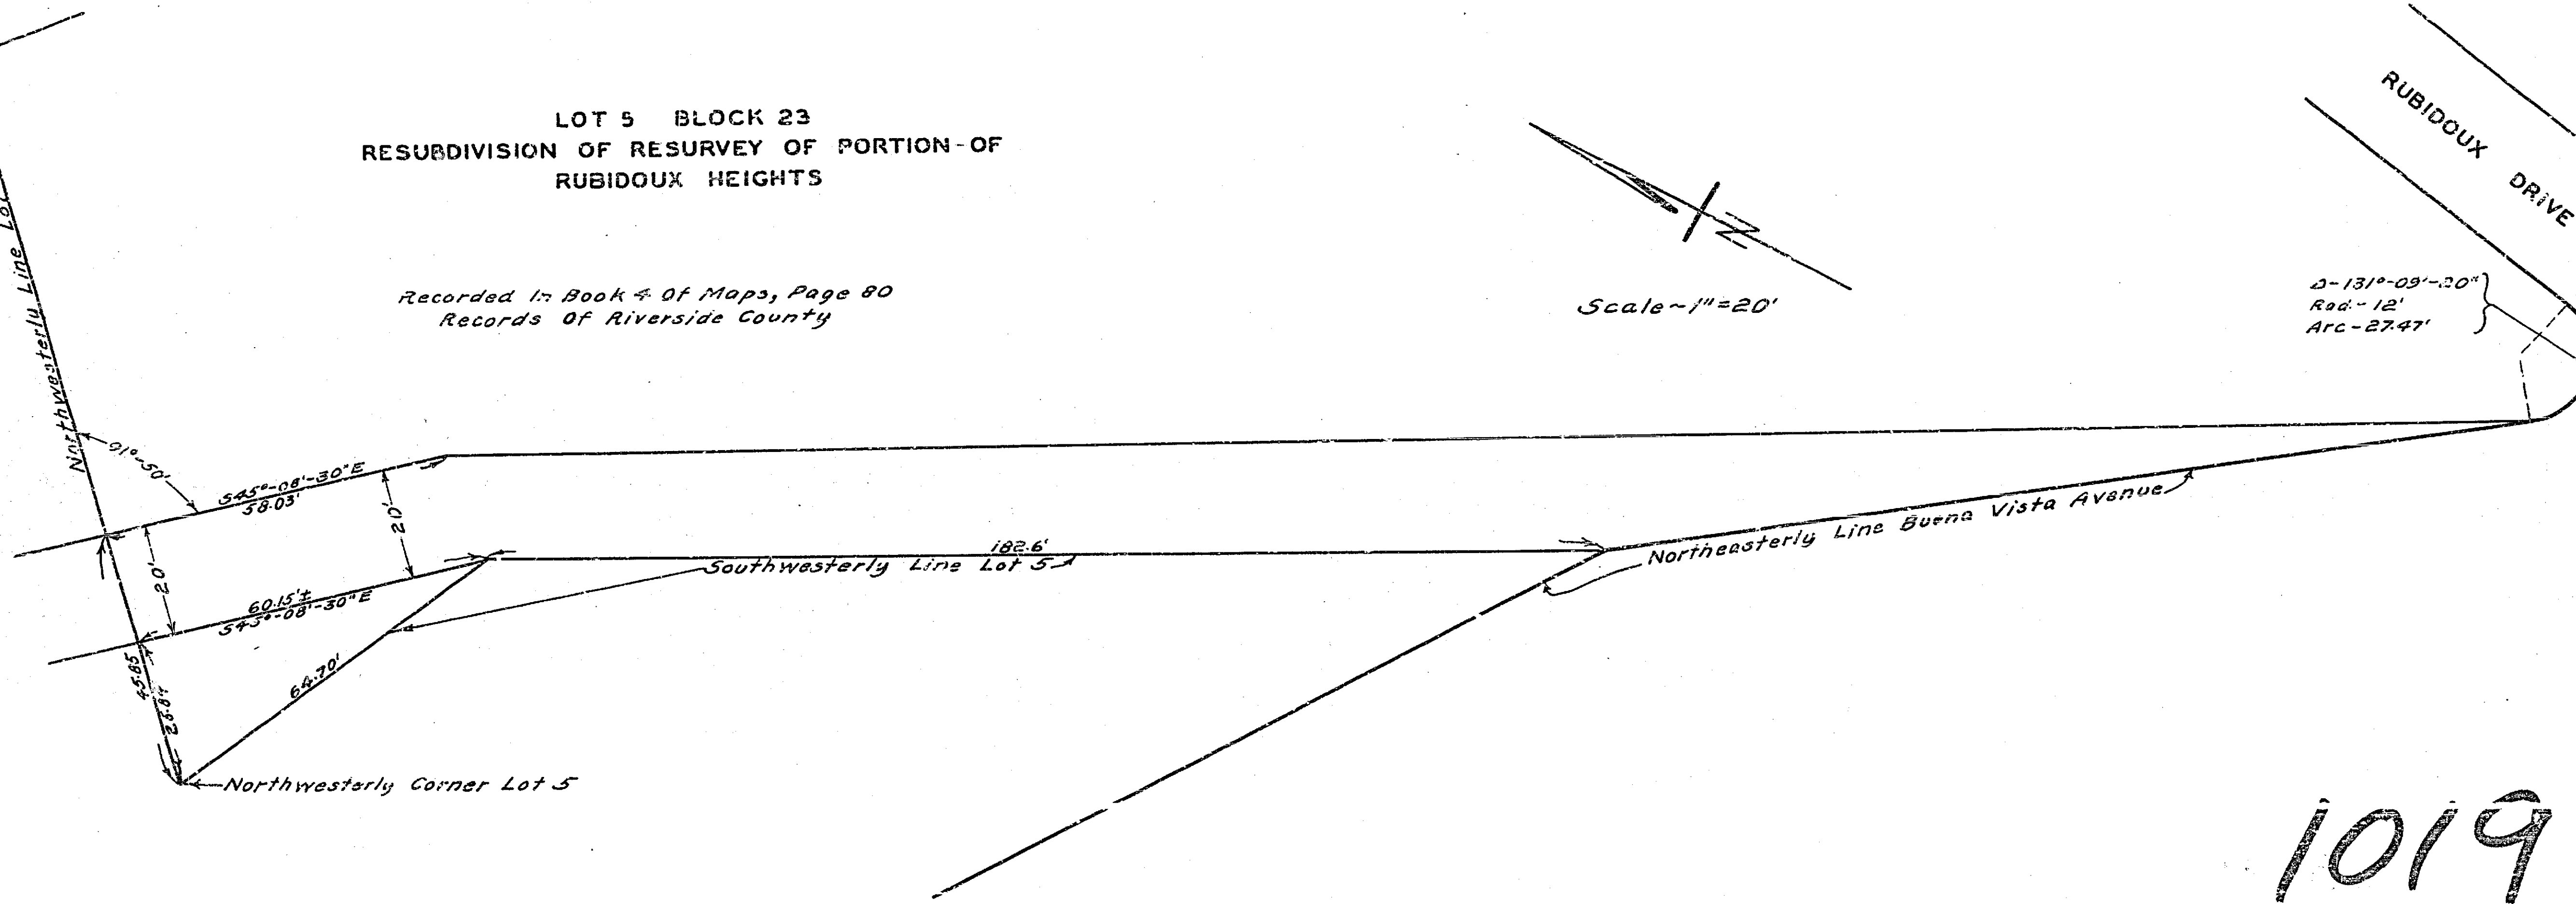 LOT 5 BLOCK 23
RESUBDIVISION OF RESURVEY OF PORTION-OF
RUBIDOUX HEIGHTS
Recorded In Book 4 Of Maps, Page 80
Records Of Riverside County
N
Scale~1"=20'
RUBIDOUX DRIVE
Δ-131°-09'-20"
Rad.-12'
Arc-27.47'
Northwesterly Line Lot
91°-50'
S45°-08'-30"E
58.03'
20'
20'
60.15'±
S45°-08'-30"E
182.6'
Southwesterly Line Lot 5
Northeasterly Line Buena Vista Avenue
45.85
25.84
64.70'
Northwesterly Corner Lot 5
1019